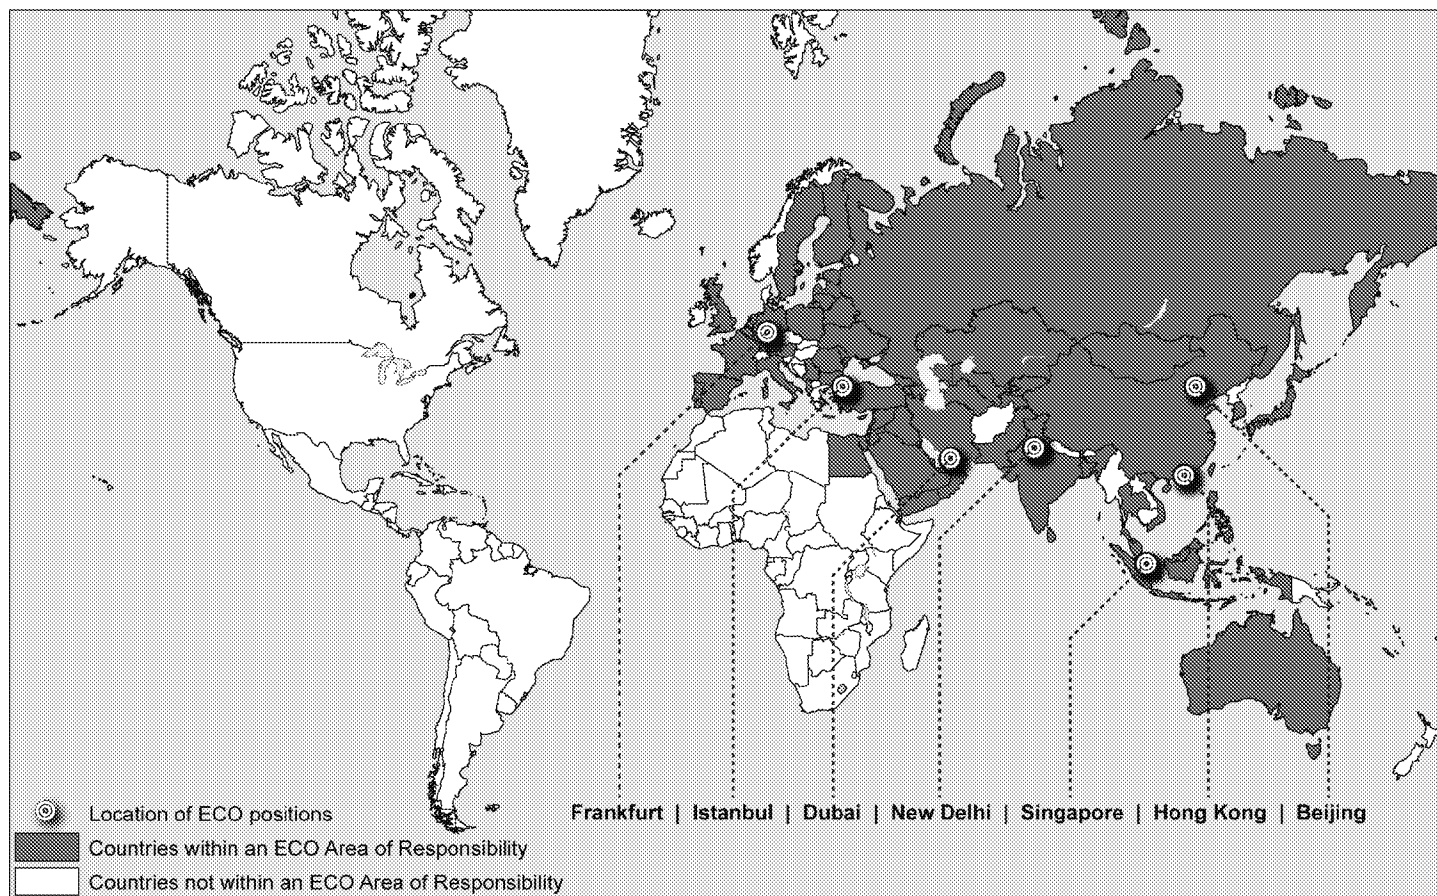 Location of ECO positions
Frankfurt | Istanbul | Dubai | New Delhi | Singapore | Hong Kong | Beijing
Countries within an ECO Area of Responsibility
Countries not within an ECO Area of Responsibility